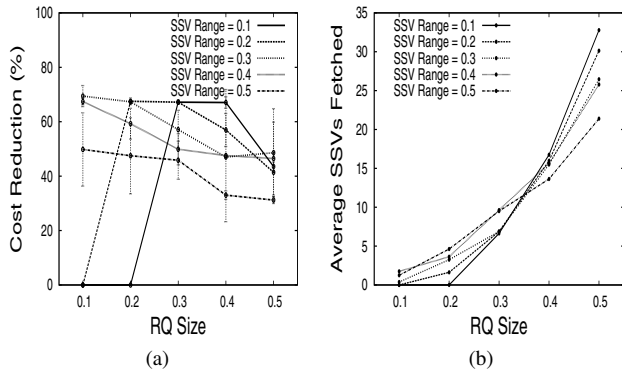 Cost Reduction (%)
100
80
60
40
20
0
SSV Range = 0.1
SSV Range = 0.2
SSV Range = 0.3
SSV Range = 0.4
SSV Range = 0.5
0.1 0.2 0.3 0.4 0.5
RQ Size
(a)
Average SSVs Fetched
35
30
25
20
15
10
5
0
SSV Range = 0.1
SSV Range = 0.2
SSV Range = 0.3
SSV Range = 0.4
SSV Range = 0.5
0.1 0.2 0.3 0.4 0.5
RQ Size
(b)